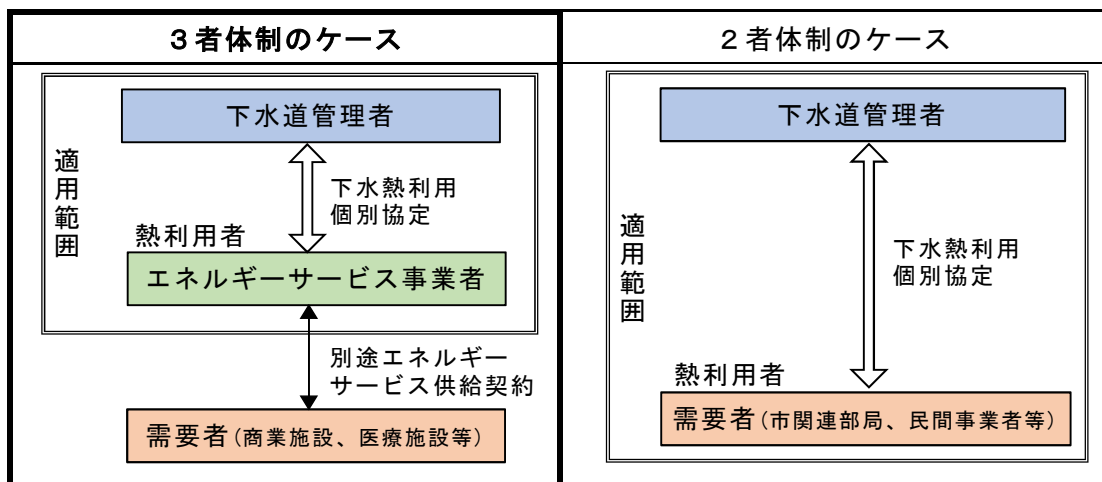 ３者体制のケース
下水道管理者
適用範囲
下水熱利用
個別協定
熱利用者
エネルギーサービス事業者
別途エネルギー
サービス供給契約
需要者(商業施設、医療施設等)
２者体制のケース
下水道管理者
適用範囲
下水熱利用
個別協定
熱利用者
需要者(市関連部局、民間事業者等)